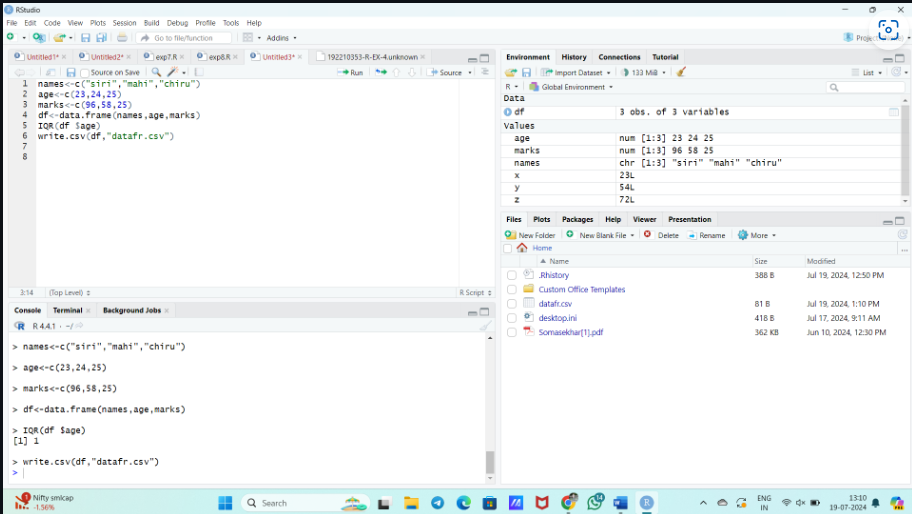 RStudio
File Edit Code View Plots Session Build Debug Profile Tools Help
Go to file/function Addins
Untitled1* Untitled2* exp7.R exp8.R Untitled3* 192210353-R-EX-4.unknown
Source on Save Run Source
1 names<-c("siri","mahi","chiru")
2 age<-c(23,24,25)
3 marks<-c(96,58,25)
4 df<-data.frame(names,age,marks)
5 IQR(df $age)
6 write.csv(df,"datafr.csv")
7
8
3:14 (Top Level) R Script
Console Terminal Background Jobs
R 4.4.1 · ~/
> names<-c("siri","mahi","chiru")
> age<-c(23,24,25)
> marks<-c(96,58,25)
> df<-data.frame(names,age,marks)
> IQR(df $age)
[1] 1
> write.csv(df,"datafr.csv")
>
Environment History Connections Tutorial
Import Dataset 133 MiB List
R Global Environment
Data
df 3 obs. of 3 variables
Values
age num [1:3] 23 24 25
marks num [1:3] 96 58 25
names chr [1:3] "siri" "mahi" "chiru"
x 23L
y 54L
z 72L
Files Plots Packages Help Viewer Presentation
New Folder New Blank File Delete Rename More
Home
Name Size Modified
.Rhistory 388 B Jul 19, 2024, 12:50 PM
Custom Office Templates
datafr.csv 81 B Jul 19, 2024, 1:10 PM
desktop.ini 418 B Jul 17, 2024, 9:11 AM
Somasekhar[1].pdf 362 KB Jun 10, 2024, 12:30 PM
Nifty smlcap
-1.56%
Search
ENG
IN
13:10
19-07-2024